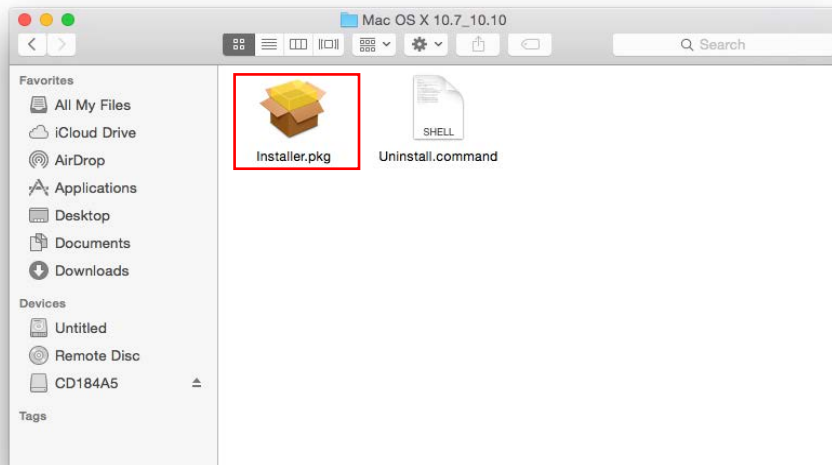 Mac OS X 10.7_10.10
Search
Favorites
All My Files
iCloud Drive
AirDrop
Applications
Desktop
Documents
Downloads
Devices
Untitled
Remote Disc
CD184A5
Tags
SHELL
Installer.pkg
Uninstall.command